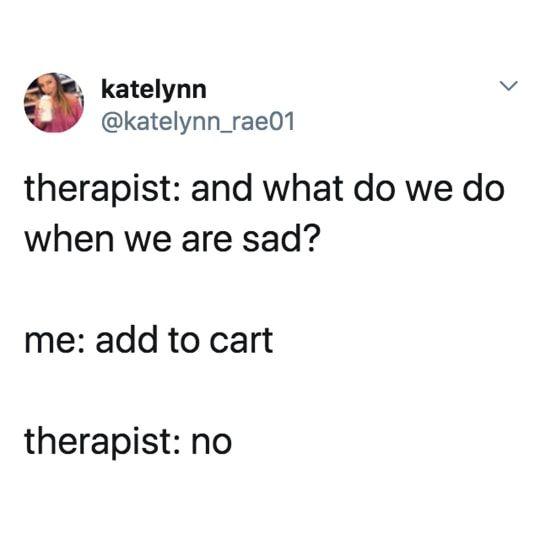 katelynn
@katelynn_rae01
therapist: and what do we do
when we are sad?
me: add to cart
therapist: no